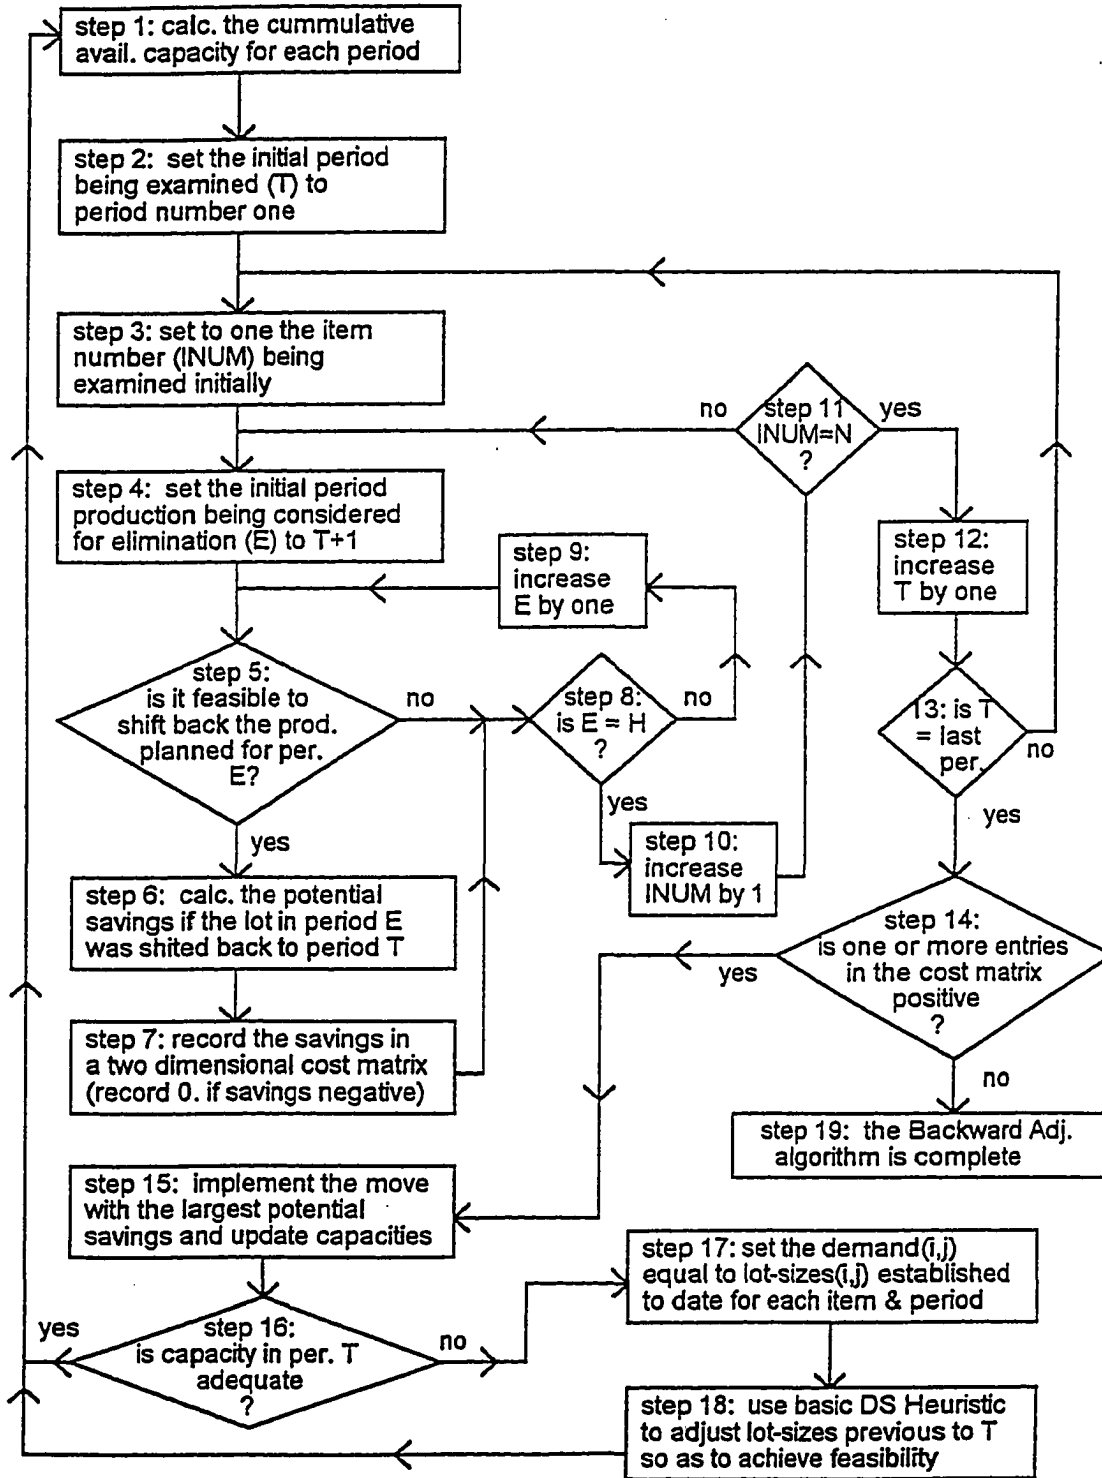 step 1: calc. the cummulative
avail. capacity for each period
step 2: set the initial period
being examined (T) to
period number one
step 3: set to one the item
number (INUM) being
examined initially
no
step 11
INUM=N
?
yes
step 4: set the initial period
production being considered
for elimination (E) to T+1
step 9:
increase
E by one
step 12:
increase
T by one
step 5:
is it feasible to
shift back the prod.
planned for per.
E?
no
yes
step 8:
is E = H
?
no
yes
13: is T
= last
per.
no
yes
step 10:
increase
INUM by 1
step 6: calc. the potential
savings if the lot in period E
was shited back to period T
step 7: record the savings in
a two dimensional cost matrix
(record 0. if savings negative)
step 14:
is one or more entries
in the cost matrix
positive
?
yes
no
step 19: the Backward Adj.
algorithm is complete
step 15: implement the move
with the largest potential
savings and update capacities
yes
step 16:
is capacity in per. T
adequate
?
no
step 17: set the demand(i,j)
equal to lot-sizes(i,j) established
to date for each item & period
step 18: use basic DS Heuristic
to adjust lot-sizes previous to T
so as to achieve feasibility